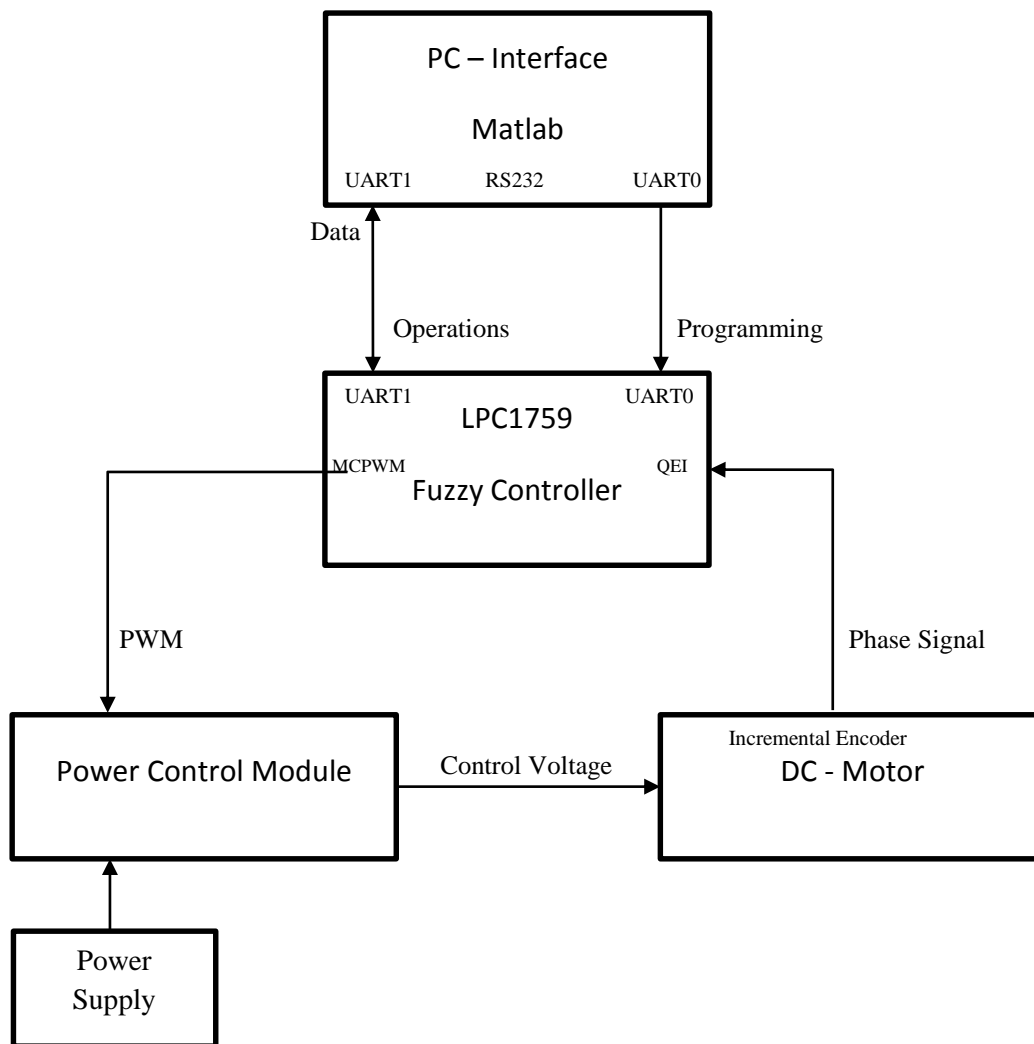 PC – Interface
Matlab
UART1 RS232 UART0
Data
Operations Programming
UART1 UART0
LPC1759
MCPWM QEI
Fuzzy Controller
PWM Phase Signal
Incremental Encoder
Power Control Module Control Voltage DC - Motor
Power
Supply